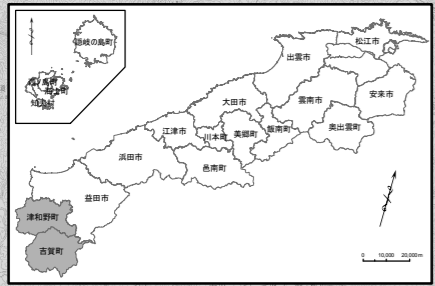 隠岐の島町
海士町
知夫村
松江市
出雲市
安来市
雲南市
大田市
奥出雲町
飯南町
美郷町
川本町
江津市
邑南町
浜田市
益田市
津和野町
吉賀町
0 10,000 20,000m